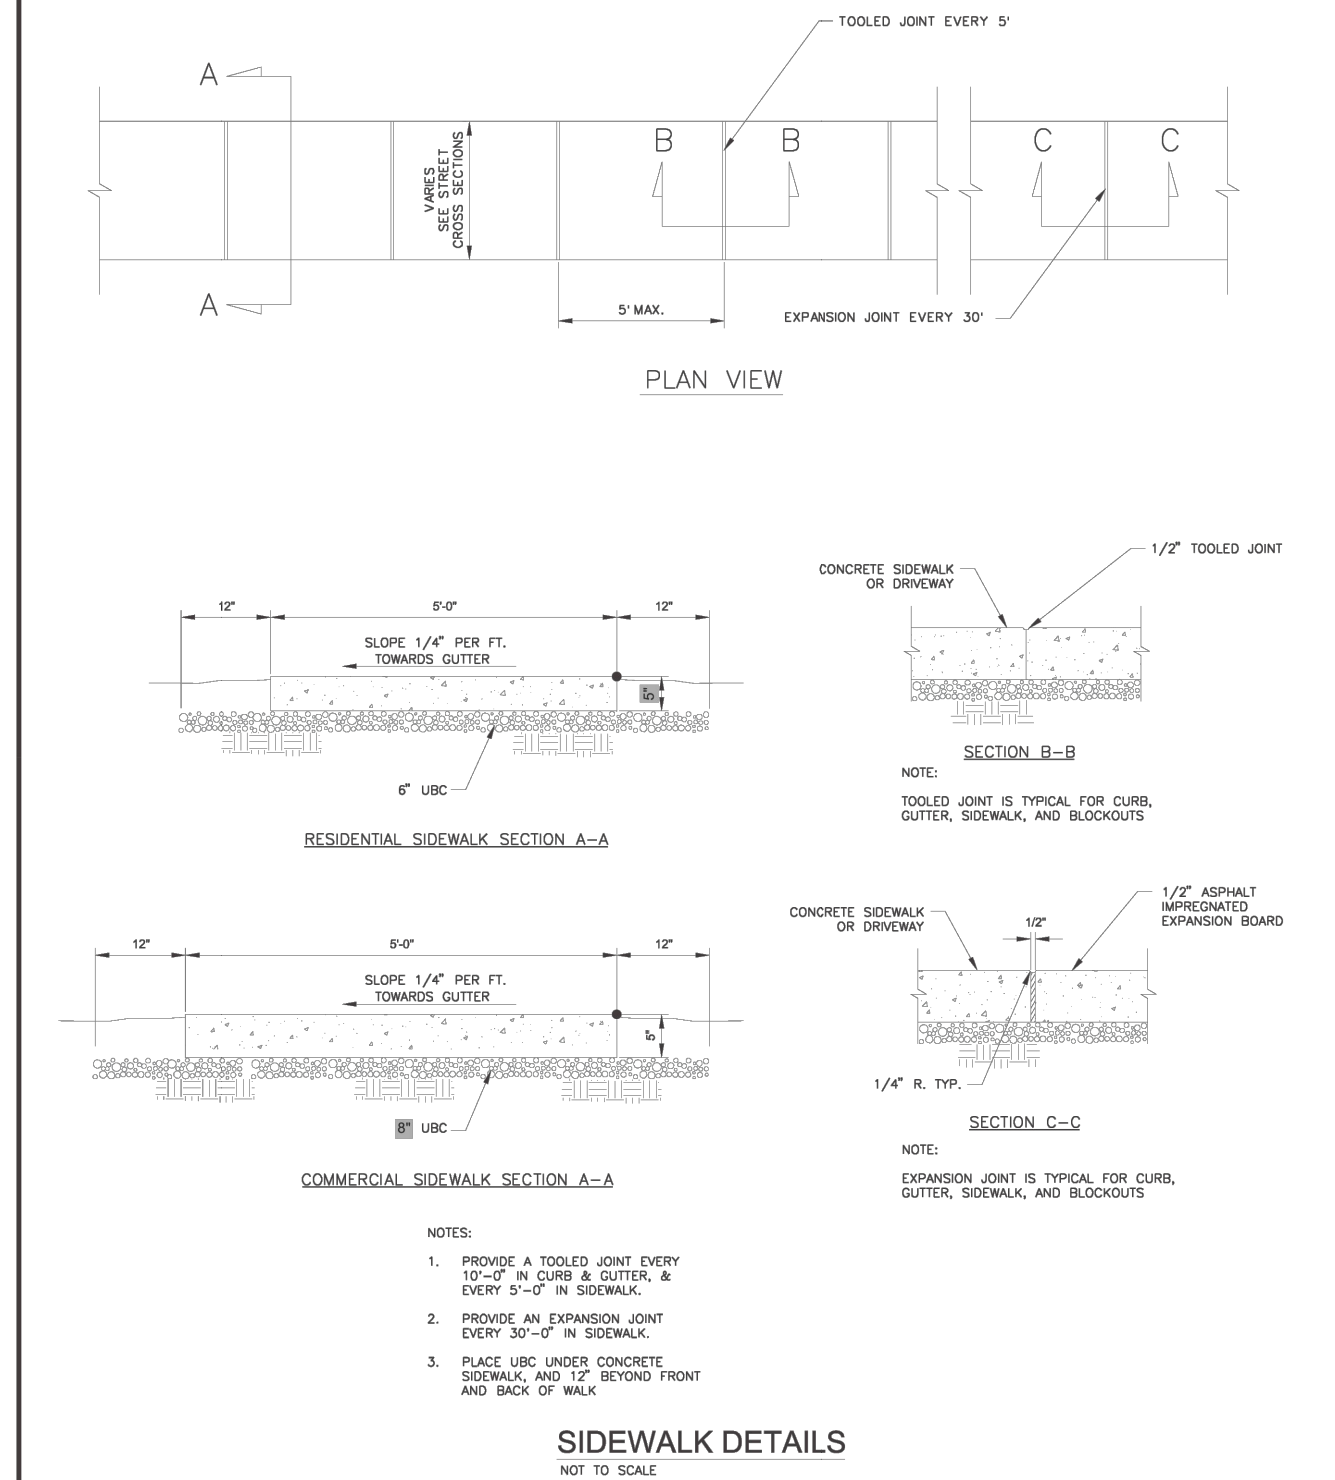 TOOLED JOINT EVERY 5'
A
B
B
C
C
VARIES
SEE STREET
CROSS SECTIONS
A
5' MAX.
EXPANSION JOINT EVERY 30'
PLAN VIEW
12"
5'-0"
12"
SLOPE 1/4" PER FT.
TOWARDS GUTTER
5"
6" UBC
RESIDENTIAL SIDEWALK SECTION A-A
1/2" TOOLED JOINT
CONCRETE SIDEWALK
OR DRIVEWAY
SECTION B-B
NOTE:
TOOLED JOINT IS TYPICAL FOR CURB,
GUTTER, SIDEWALK, AND BLOCKOUTS
12"
5'-0"
12"
SLOPE 1/4" PER FT.
TOWARDS GUTTER
5"
8" UBC
COMMERCIAL SIDEWALK SECTION A-A
1/2" ASPHALT
IMPREGNATED
EXPANSION BOARD
CONCRETE SIDEWALK
OR DRIVEWAY
1/2"
1/4" R. TYP.
SECTION C-C
NOTE:
EXPANSION JOINT IS TYPICAL FOR CURB,
GUTTER, SIDEWALK, AND BLOCKOUTS
NOTES:
1. PROVIDE A TOOLED JOINT EVERY
10'-0" IN CURB & GUTTER, &
EVERY 5'-0" IN SIDEWALK.
2. PROVIDE AN EXPANSION JOINT
EVERY 30'-0" IN SIDEWALK.
3. PLACE UBC UNDER CONCRETE
SIDEWALK, AND 12" BEYOND FRONT
AND BACK OF WALK
SIDEWALK DETAILS
NOT TO SCALE